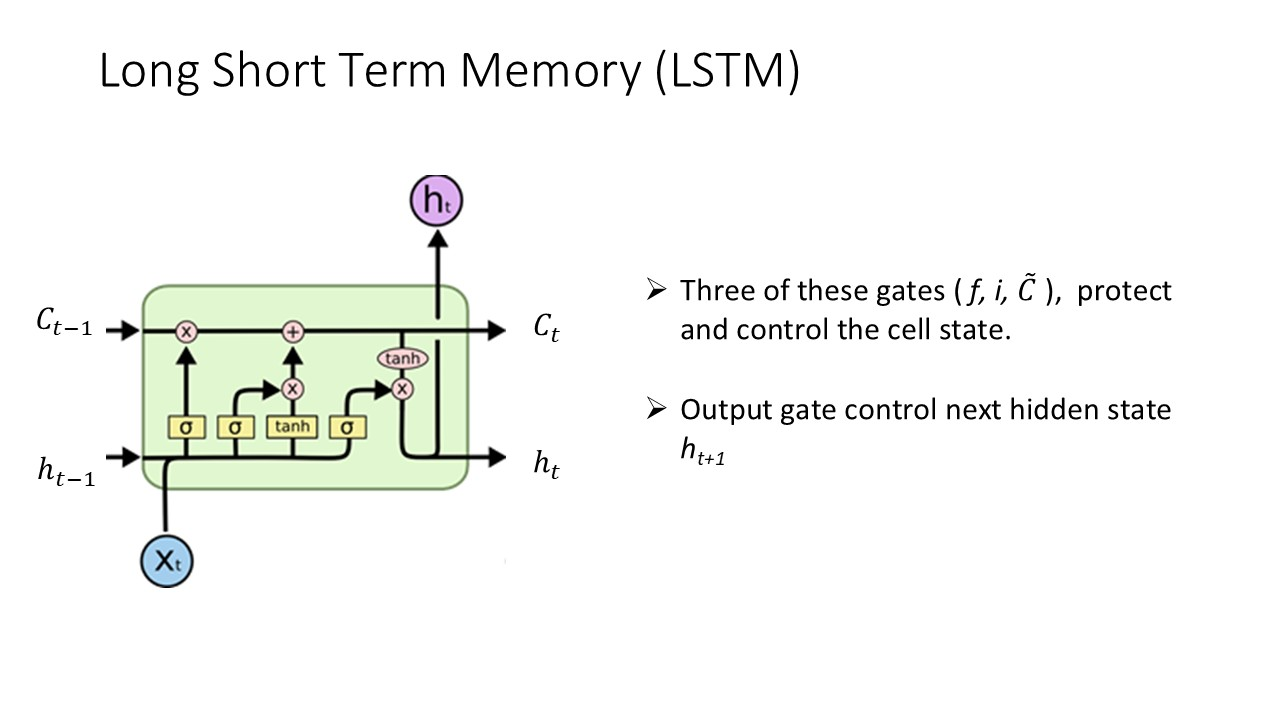 Long Short Term Memory (LSTM)
hₜ
Cₜ₋₁
x
+
Cₜ
tanh
x
x
σ
σ
tanh
σ
hₜ₋₁
hₜ
Xₜ
➢ Three of these gates ( f, i, C̃ ), protect
and control the cell state.
➢ Output gate control next hidden state
hₜ₊₁